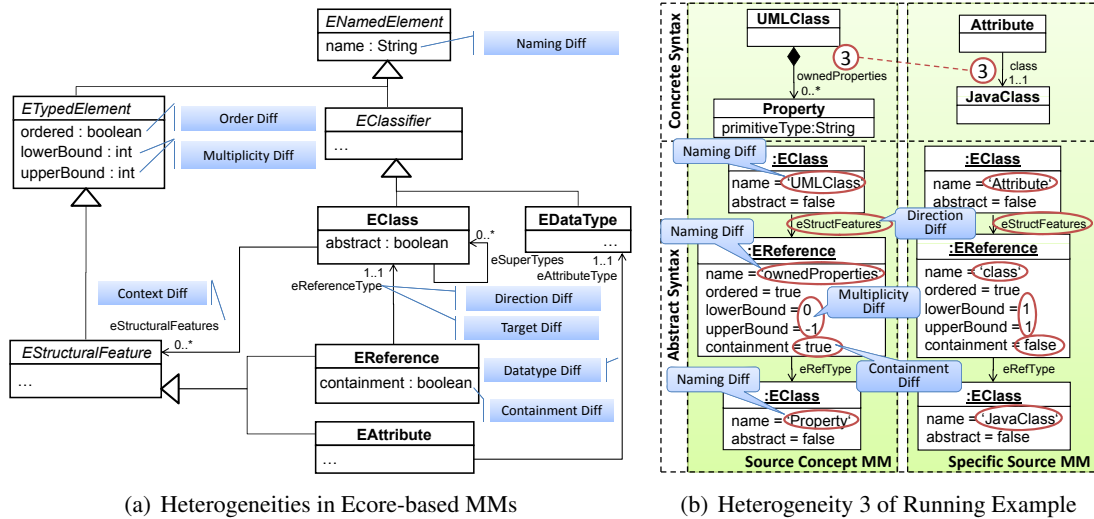 ENamedElement
name : String
Naming Diff
ETypedElement
ordered : boolean
lowerBound : int
upperBound : int
Order Diff
Multiplicity Diff
EClassifier
...
EClass
abstract : boolean
0..*
eSuperTypes
EDataType
...
1..1
eAttributeType
1..1
eReferenceType
Direction Diff
Target Diff
Context Diff
eStructuralFeatures
0..*
EStructuralFeature
...
EReference
containment : boolean
Datatype Diff
Containment Diff
EAttribute
...
(a) Heterogeneities in Ecore-based MMs
Concrete Syntax
UMLClass
3
ownedProperties
0..*
Property
primitiveType:String
Attribute
class
3
1..1
JavaClass
Abstract Syntax
Naming Diff
:EClass
name = 'UMLClass'
abstract = false
eStructFeatures
Direction Diff
Naming Diff
:EReference
name = 'ownedProperties'
ordered = true
lowerBound = 0
upperBound = -1
containment = true
Multiplicity Diff
eRefType
Containment Diff
Naming Diff
:EClass
name = 'Property'
abstract = false
Source Concept MM
:EClass
name = 'Attribute'
abstract = false
eStructFeatures
:EReference
name = 'class'
ordered = true
lowerBound = 1
upperBound = 1
containment = false
eRefType
:EClass
name = 'JavaClass'
abstract = false
Specific Source MM
(b) Heterogeneity 3 of Running Example